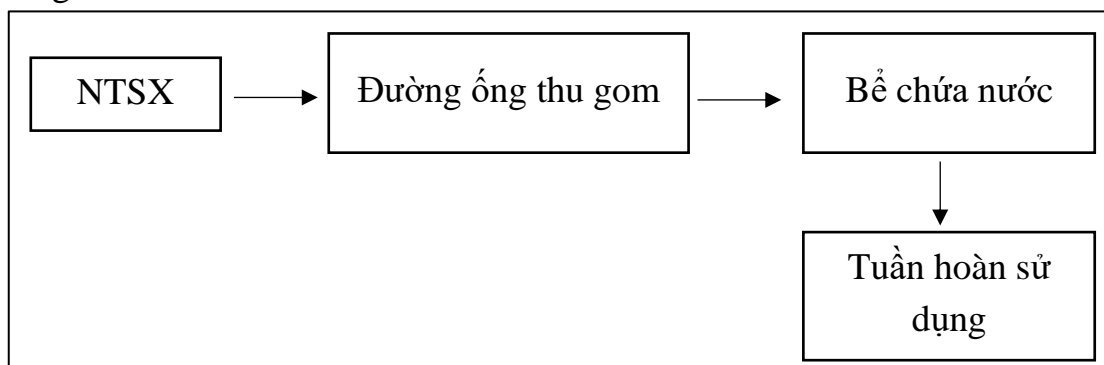 NTSX
Đường ống thu gom
Bể chứa nước
Tuần hoàn sử
dụng